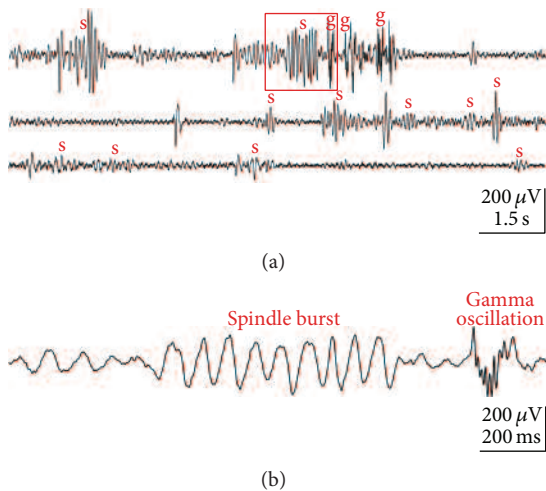 s s g g g
s s s s s
200 µV
1.5 s
s s s s
(a)
Spindle burst
Gamma
oscillation
200 µV
200 ms
(b)